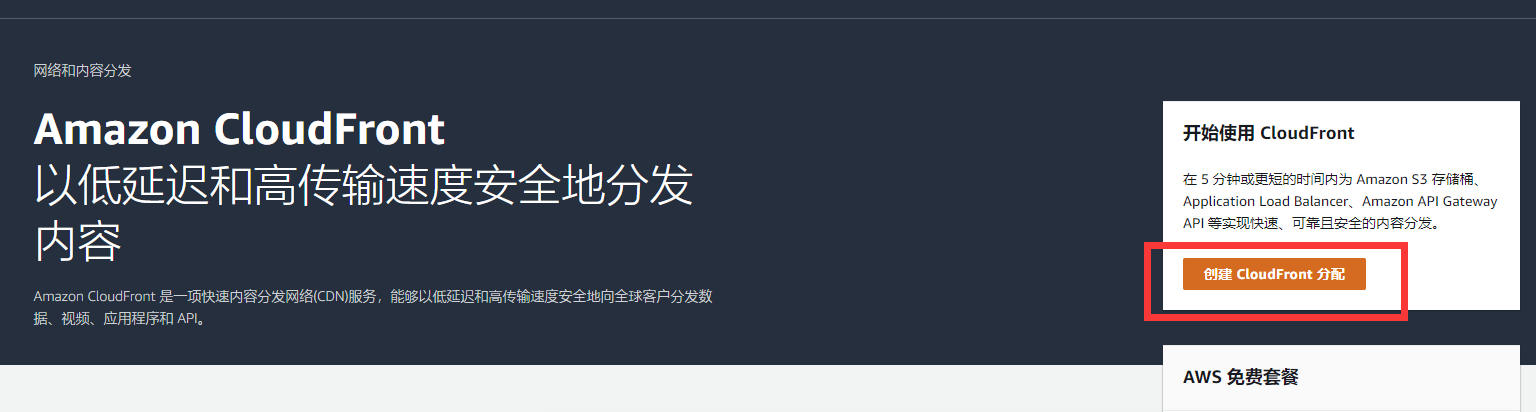 网络和内容分发
Amazon CloudFront
以低延迟和高传输速度安全地分发
内容
Amazon CloudFront 是一项快速内容分发网络(CDN)服务，能够以低延迟和高传输速度安全地向全球客户分发数
据、视频、应用程序和 API。
开始使用 CloudFront
在 5 分钟或更短的时间内为 Amazon S3 存储桶、
Application Load Balancer、Amazon API Gateway
API 等实现快速、可靠且安全的内容分发。
创建 CloudFront 分配
AWS 免费套餐